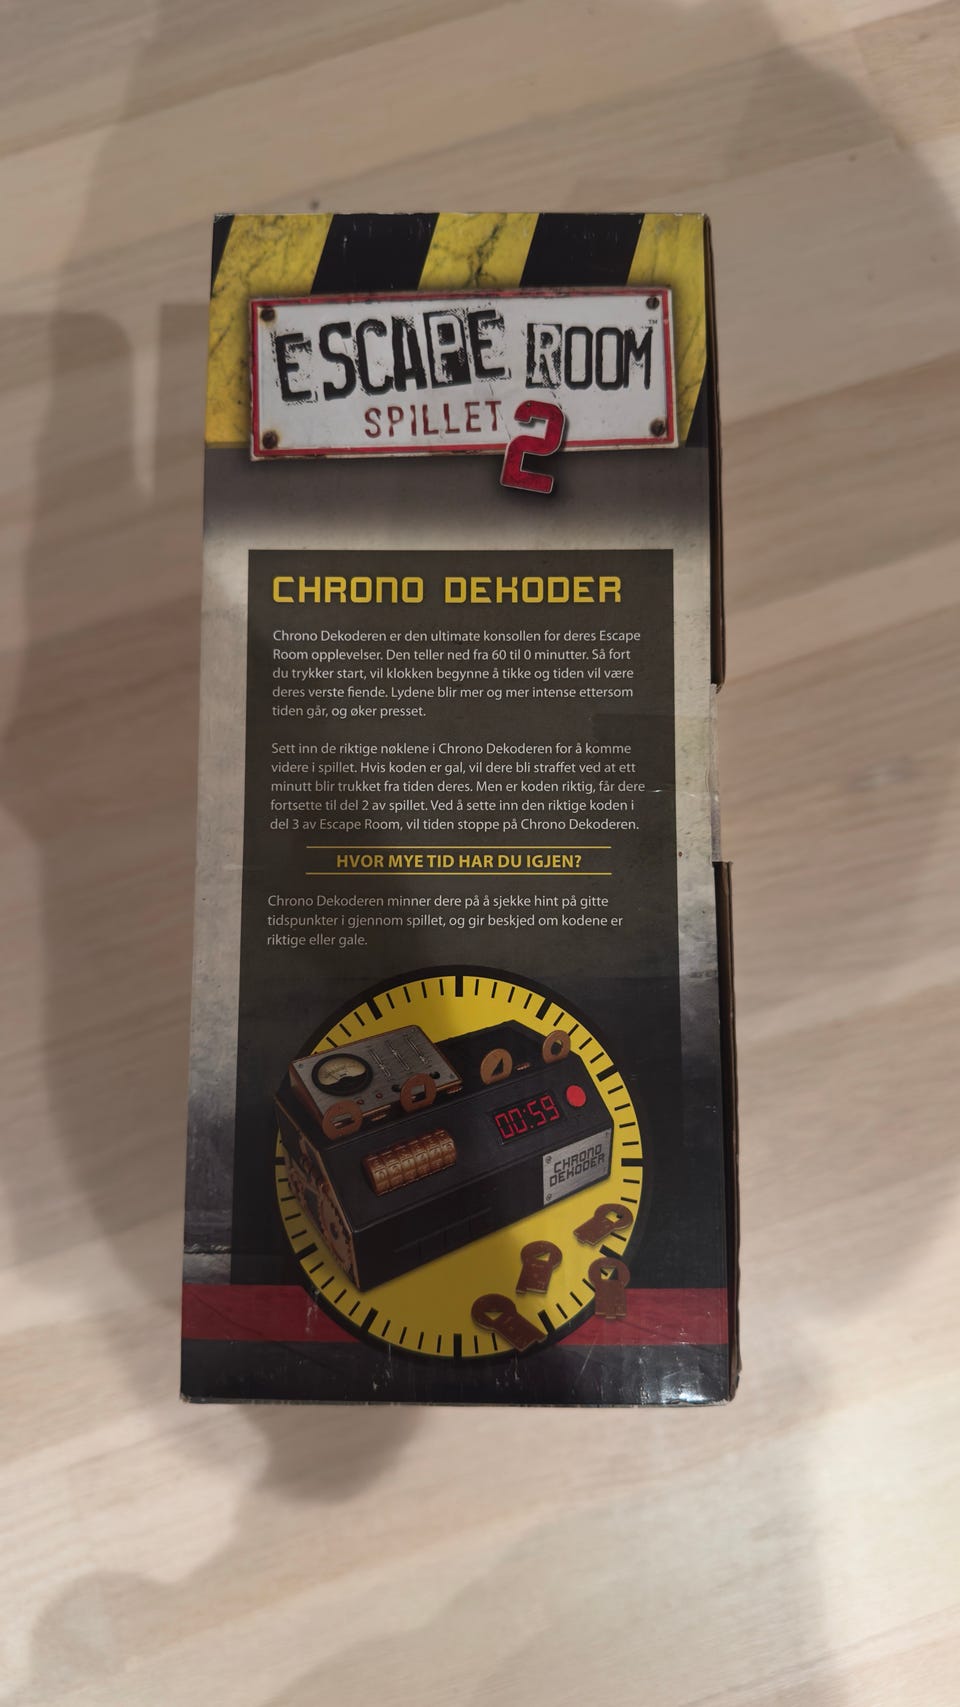 ESCAPE ROOM™
SPILLET 2
CHRONO DEKODER
Chrono Dekoderen er den ultimate konsollen for deres Escape
Room opplevelser. Den teller ned fra 60 til 0 minutter. Så fort
du trykker start, vil klokken begynne å tikke og tiden vil være
deres verste fiende. Lydene blir mer og mer intense ettersom
tiden går, og øker presset.
Sett inn de riktige nøklene i Chrono Dekoderen for å komme
videre i spillet. Hvis koden er gal, vil dere bli straffet ved at ett
minutt blir trukket fra tiden deres. Men er koden riktig, får dere
fortsette til del 2 av spillet. Ved å sette inn den riktige koden i
del 3 av Escape Room, vil tiden stoppe på Chrono Dekoderen.
HVOR MYE TID HAR DU IGJEN?
Chrono Dekoderen minner dere på å sjekke hint på gitte
tidspunkter i gjennom spillet, og gir beskjed om kodene er
riktige eller gale.
00:59
CHRONO
DEKODER